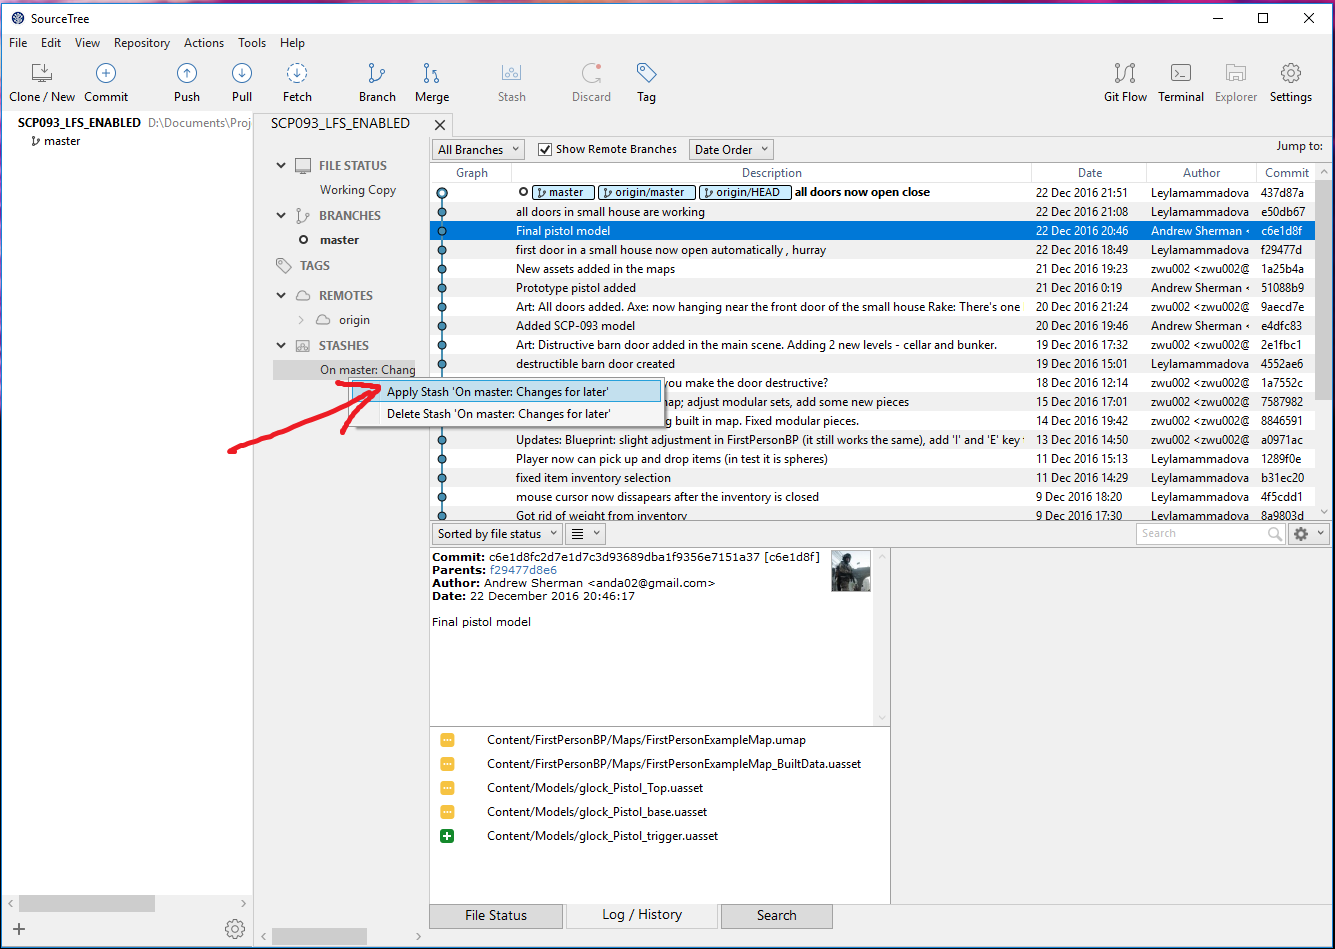 SourceTree
File Edit View Repository Actions Tools Help
Clone / New Commit Push Pull Fetch Branch Merge Stash Discard Tag Git Flow Terminal Explorer Settings
SCP093_LFS_ENABLED D:\Documents\Proj
master
SCP093_LFS_ENABLED
FILE STATUS
Working Copy
BRANCHES
master
TAGS
REMOTES
origin
STASHES
On master: Chang
Apply Stash 'On master: Changes for later'
Delete Stash 'On master: Changes for later'
All Branches Show Remote Branches Date Order Jump to:
Graph Description Date Author Commit
master origin/master origin/HEAD all doors now open close 22 Dec 2016 21:51 Leylamammadova 437d87a
all doors in small house are working 22 Dec 2016 21:08 Leylamammadova e50db67
Final pistol model 22 Dec 2016 20:46 Andrew Sherman < c6e1d8f
first door in a small house now open automatically , hurray 22 Dec 2016 18:49 Leylamammadova f29477d
New assets added in the maps 21 Dec 2016 19:23 zwu002 <zwu002@ 1a25b4a
Prototype pistol added 21 Dec 2016 0:19 Andrew Sherman < 51088b9
Art: All doors added. Axe: now hanging near the front door of the small house Rake: There's one 20 Dec 2016 21:24 zwu002 <zwu002@ 9aecd7e
Added SCP-093 model 20 Dec 2016 19:46 Andrew Sherman < e4dfc83
Art: Distructive barn door added in the main scene. Adding 2 new levels - cellar and bunker. 19 Dec 2016 17:32 zwu002 <zwu002@ 2e1fbc1
destructible barn door created 19 Dec 2016 15:01 Leylamammadova 4552ae6
you make the door destructive? 18 Dec 2016 12:14 zwu002 <zwu002@ 1a7552c
ap; adjust modular sets, add some new pieces 15 Dec 2016 17:01 zwu002 <zwu002@ 7587982
g built in map. Fixed modular pieces. 14 Dec 2016 19:42 zwu002 <zwu002@ 8846591
Updates: Blueprint: slight adjustment in FirstPersonBP (it still works the same), add 'I' and 'E' key 13 Dec 2016 14:50 zwu002 <zwu002@ a0971ac
Player now can pick up and drop items (in test it is spheres) 11 Dec 2016 15:13 Leylamammadova 1289f0e
fixed item inventory selection 11 Dec 2016 14:29 Leylamammadova b31ec20
mouse cursor now dissapears after the inventory is closed 9 Dec 2016 18:20 Leylamammadova 4f5cdd1
Got rid of weight from inventory 9 Dec 2016 17:30 Leylamammadova 8a9803d
Sorted by file status Search
Commit: c6e1d8fc2d7e1d7c3d93689dba1f9356e7151a37 [c6e1d8f]
Parents: f29477d8e6
Author: Andrew Sherman <anda02@gmail.com>
Date: 22 December 2016 20:46:17
Final pistol model
Content/FirstPersonBP/Maps/FirstPersonExampleMap.umap
Content/FirstPersonBP/Maps/FirstPersonExampleMap_BuiltData.uasset
Content/Models/glock_Pistol_Top.uasset
Content/Models/glock_Pistol_base.uasset
Content/Models/glock_Pistol_trigger.uasset
File Status Log / History Search